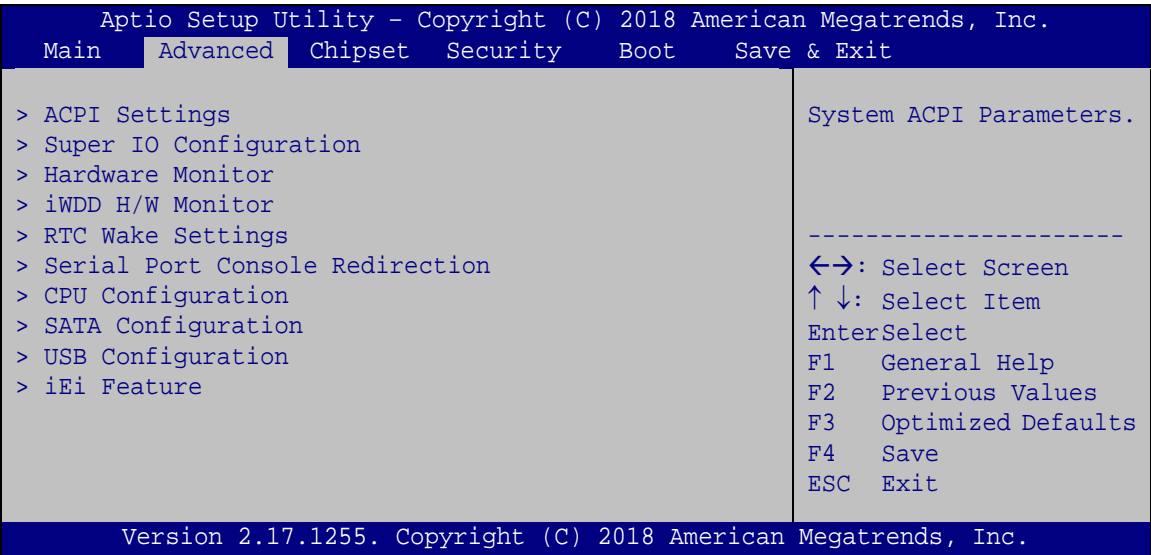 Aptio Setup Utility – Copyright (C) 2018 American Megatrends, Inc.
Main Advanced Chipset Security Boot Save & Exit
> ACPI Settings
> Super IO Configuration
> Hardware Monitor
> iWDD H/W Monitor
> RTC Wake Settings
> Serial Port Console Redirection
> CPU Configuration
> SATA Configuration
> USB Configuration
> iEi Feature
System ACPI Parameters.
----------------------
←→: Select Screen
↑ ↓: Select Item
EnterSelect
F1 General Help
F2 Previous Values
F3 Optimized Defaults
F4 Save
ESC Exit
Version 2.17.1255. Copyright (C) 2018 American Megatrends, Inc.